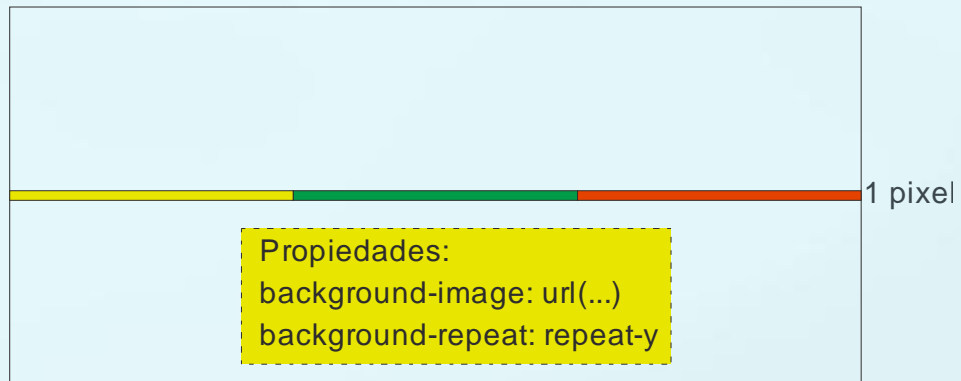 1 pixel
Propiedades:
background-image: url(...)
background-repeat: repeat-y